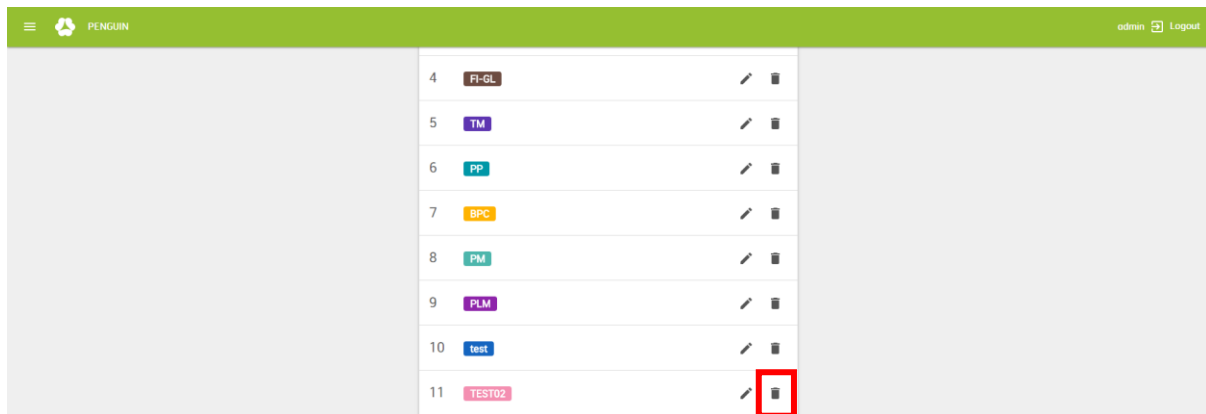 PENGUIN admin Logout
4 FI-GL
5 TM
6 PP
7 BPC
8 PM
9 PLM
10 test
11 TEST02